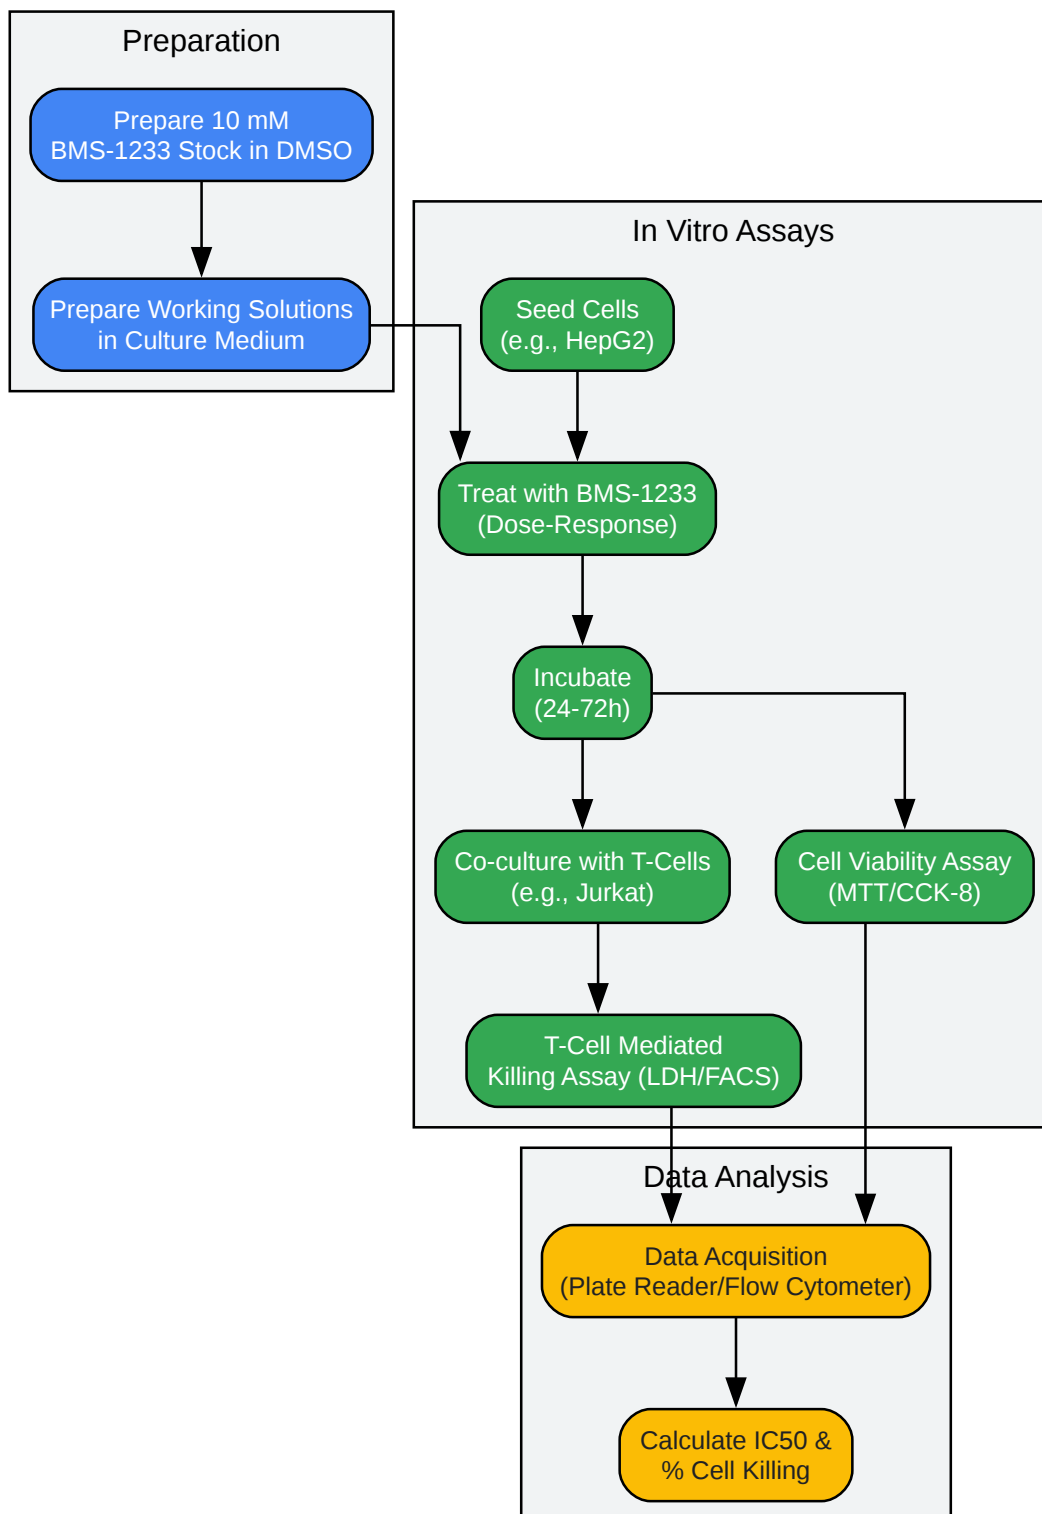 Preparation
Prepare 10 mM
BMS-1233 Stock in DMSO
Prepare Working Solutions
in Culture Medium
In Vitro Assays
Seed Cells
(e.g., HepG2)
Treat with BMS-1233
(Dose-Response)
Incubate
(24-72h)
Co-culture with T-Cells
(e.g., Jurkat)
Cell Viability Assay
(MTT/CCK-8)
T-Cell Mediated
Killing Assay (LDH/FACS)
Data Analysis
Data Acquisition
(Plate Reader/Flow Cytometer)
Calculate IC50 &
% Cell Killing